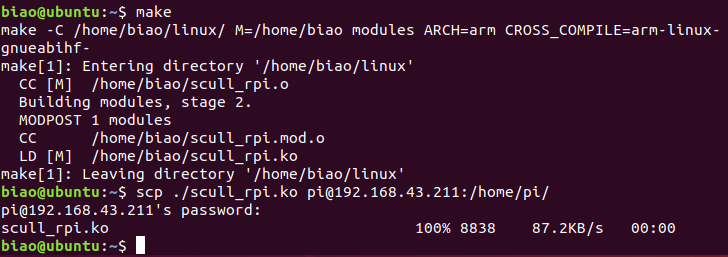 biao@ubuntu:~$ make
make -C /home/biao/linux/ M=/home/biao modules ARCH=arm CROSS_COMPILE=arm-linux-
gnueabihf-
make[1]: Entering directory '/home/biao/linux'
  CC [M]  /home/biao/scull_rpi.o
  Building modules, stage 2.
  MODPOST 1 modules
  CC      /home/biao/scull_rpi.mod.o
  LD [M]  /home/biao/scull_rpi.ko
make[1]: Leaving directory '/home/biao/linux'
biao@ubuntu:~$ scp ./scull_rpi.ko pi@192.168.43.211:/home/pi/
pi@192.168.43.211's password:
scull_rpi.ko                                  100% 8838    87.2KB/s   00:00
biao@ubuntu:~$